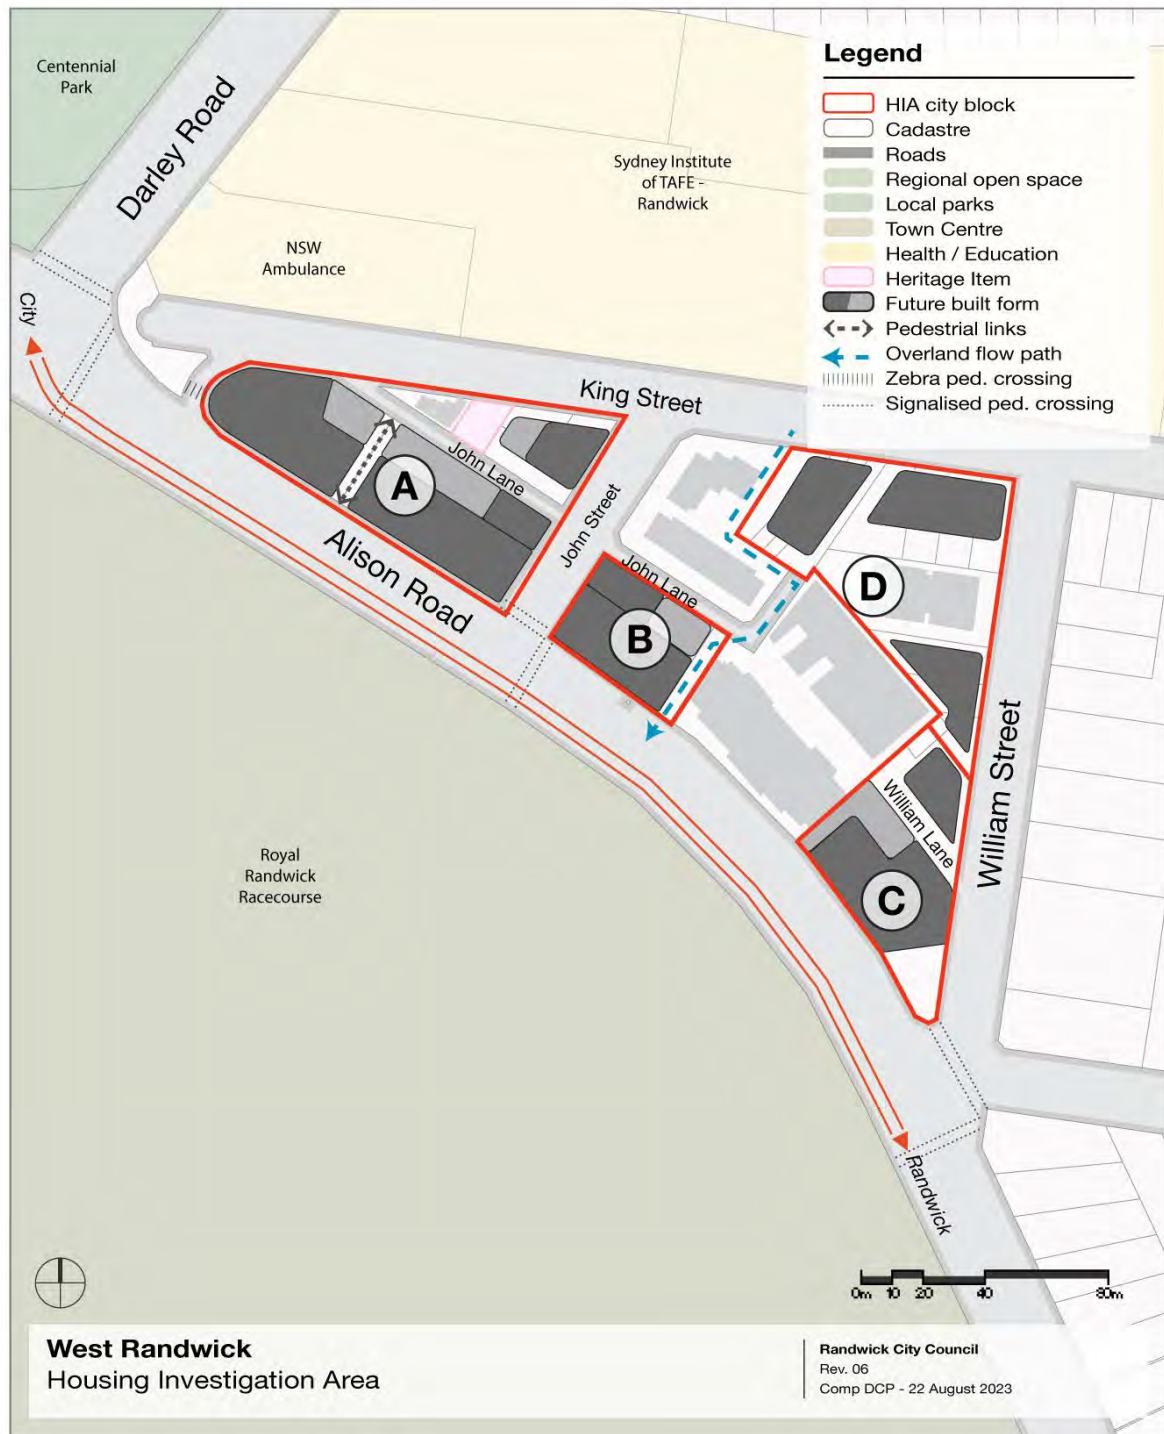 Centennial
Park
Darley Road
Sydney Institute
of TAFE -
Randwick
NSW
Ambulance
Legend
HIA city block
Cadastre
Roads
Regional open space
Local parks
Town Centre
Health / Education
Heritage Item
Future built form
Pedestrial links
Overland flow path
Zebra ped. crossing
Signalised ped. crossing
City
King Street
John Lane
A
John Street
Alison Road
John Lane
B
D
William Street
William Lane
C
Royal
Randwick
Racecourse
Randwick
0m 10 20 40 80m
West Randwick
Housing Investigation Area
Randwick City Council
Rev. 06
Comp DCP - 22 August 2023